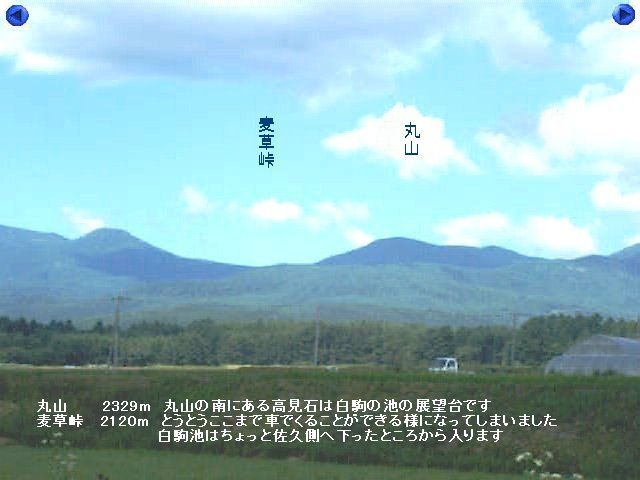 麦草峠
丸山
丸山　　2329m　丸山の南にある高見石は白駒の池の展望台です
麦草峠　2120m　とうとうここまで車でくることができる様になってしまいました
白駒池はちょっと佐久側へ下ったところから入ります